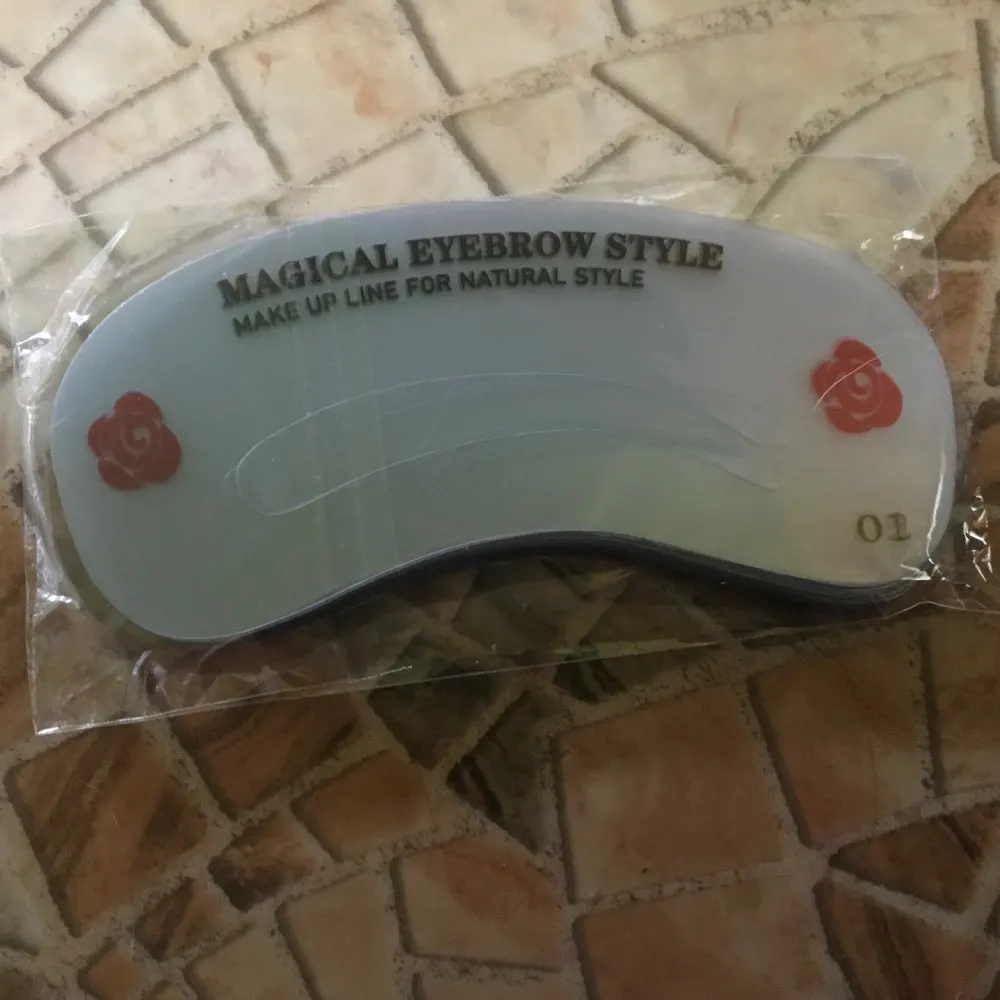 MAGICAL EYEBROW STYLE
MAKE UP LINE FOR NATURAL STYLE
01